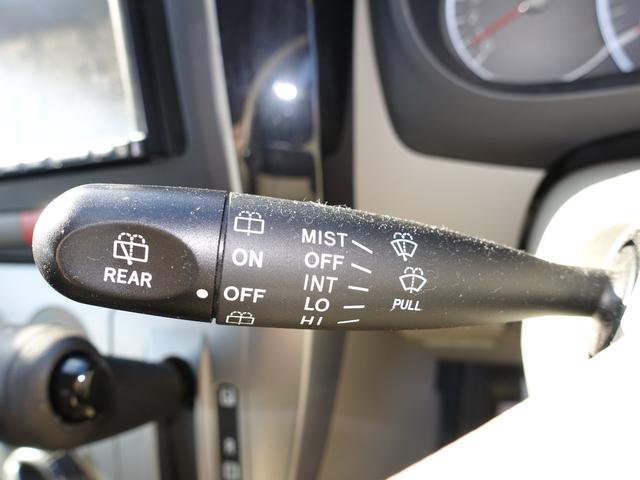 REAR
ON
OFF
MIST
OFF
INT
LO
HI
PULL